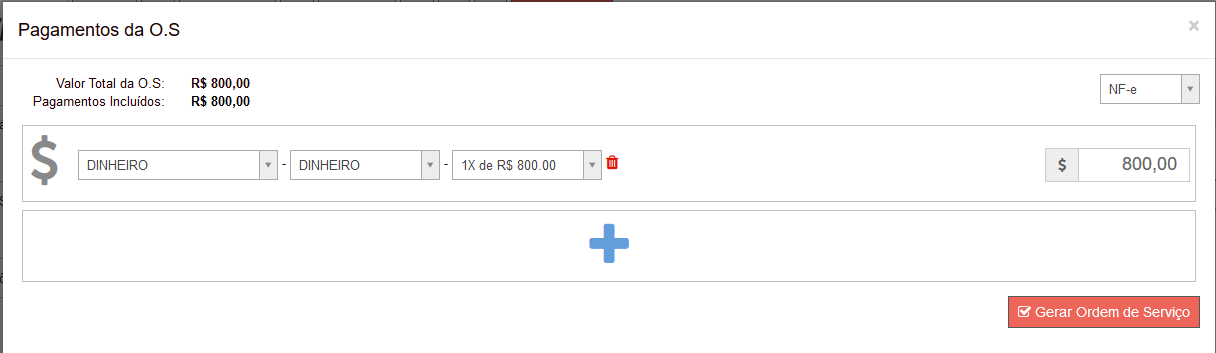 Pagamentos da O.S
×
Valor Total da O.S: R$ 800,00
Pagamentos Incluídos: R$ 800,00
NF-e
$ DINHEIRO - DINHEIRO - 1X de R$ 800.00 $ 800,00
Gerar Ordem de Serviço